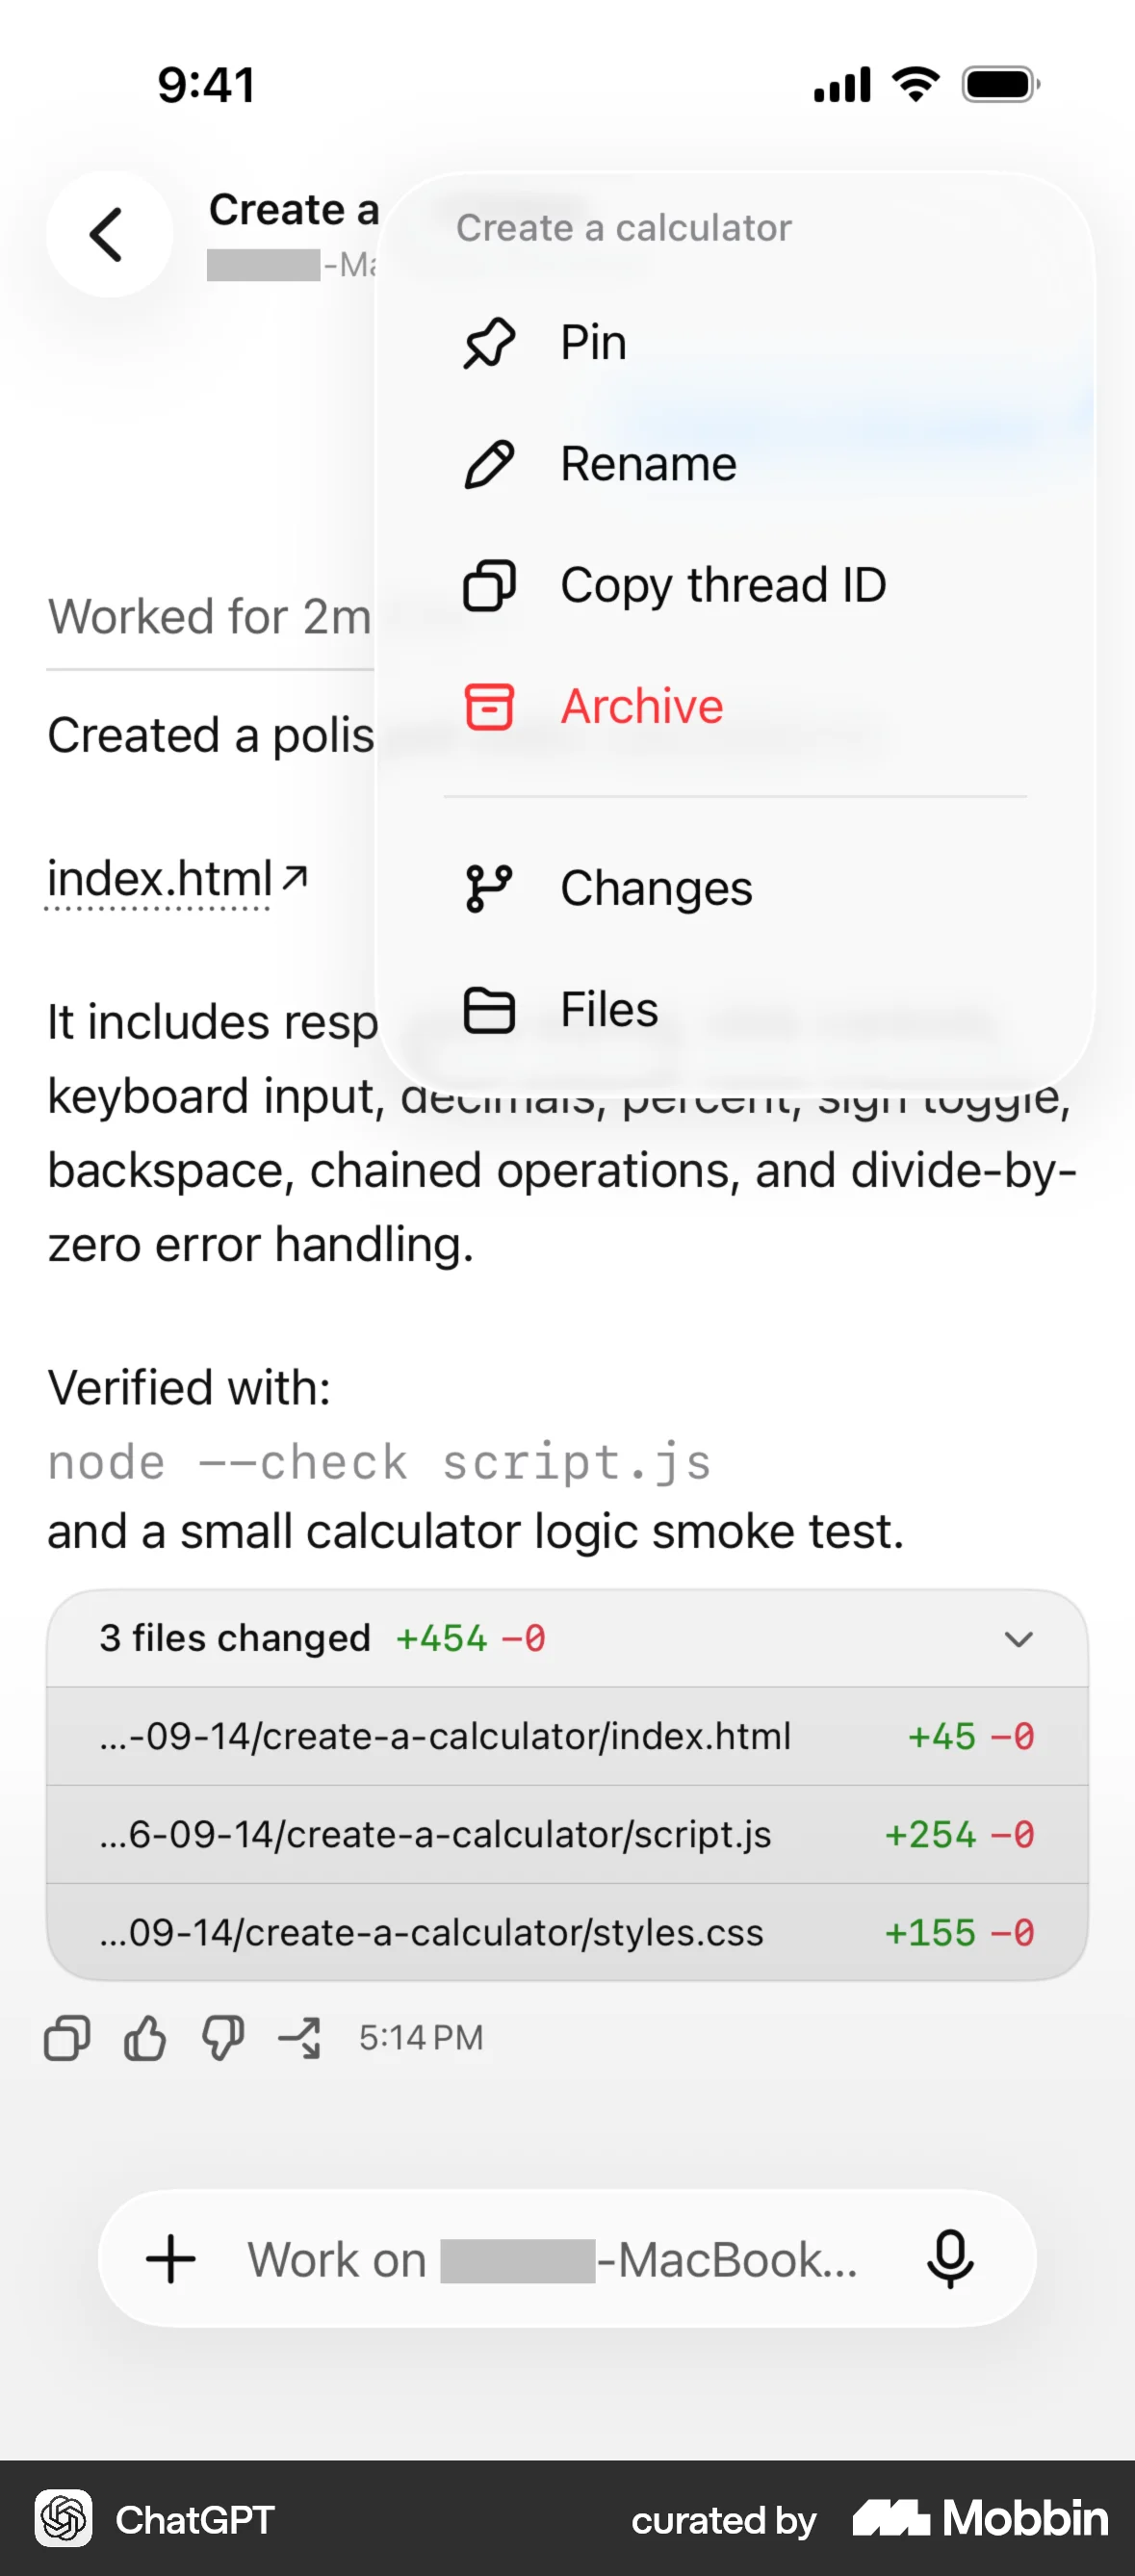 9:41
Create a
-Ma
Create a calculator
Pin
Rename
Copy thread ID
Archive
Changes
Files
Worked for 2m
Created a polis
index.html↗
It includes resp
keyboard input, decimals, percent, sign toggle,
backspace, chained operations, and divide-by-
zero error handling.
Verified with:
node --check script.js
and a small calculator logic smoke test.
3 files changed +454 -0
...-09-14/create-a-calculator/index.html +45 -0
...6-09-14/create-a-calculator/script.js +254 -0
...09-14/create-a-calculator/styles.css +155 -0
5:14 PM
Work on -MacBook...
ChatGPT
curated by Mobbin